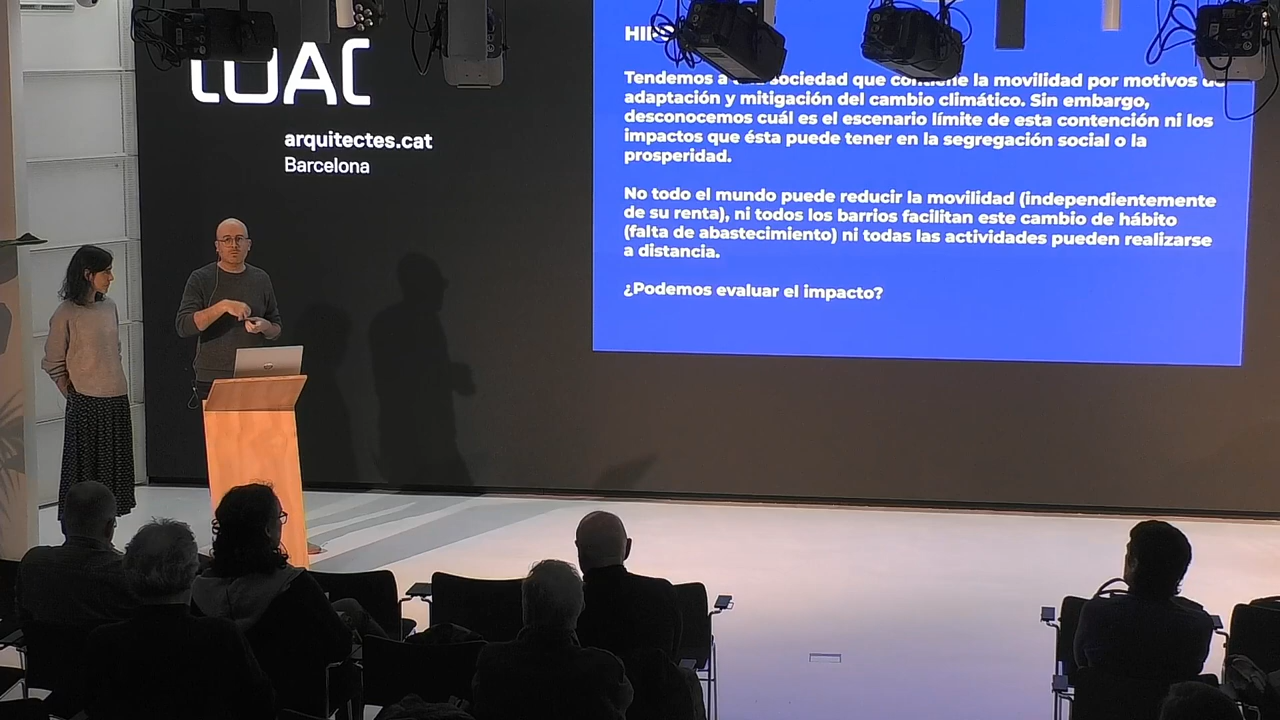 COAC
arquitectes.cat
Barcelona
Tendemos a una sociedad que contiene la movilidad por motivos de
adaptación y mitigación del cambio climático. Sin embargo,
desconocemos cuál es el escenario límite de esta contención ni los
impactos que ésta puede tener en la segregación social o la
prosperidad.
No todo el mundo puede reducir la movilidad (independientemente
de su renta), ni todos los barrios facilitan este cambio de hábito
(falta de abastecimiento) ni todas las actividades pueden realizarse
a distancia.
¿Podemos evaluar el impacto?